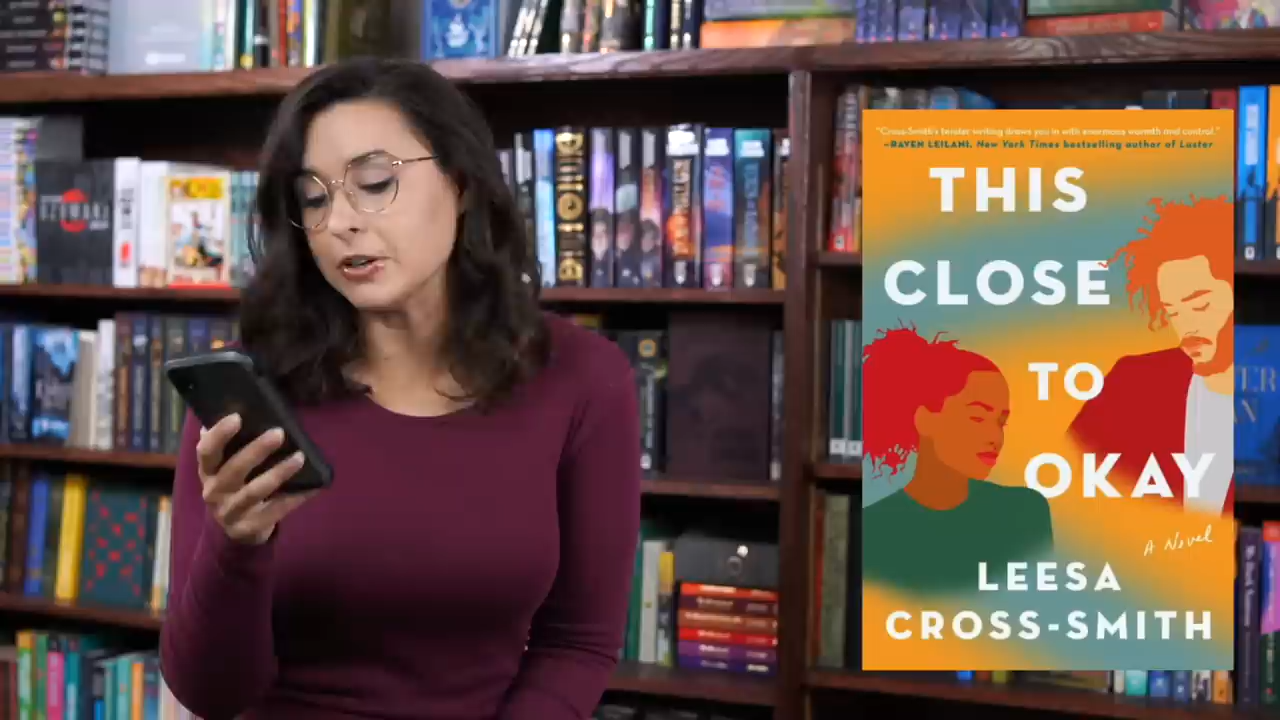 "Cross-Smith's tender writing draws you in with enormous warmth and control."
—RAVEN LEILANI, New York Times bestselling author of Luster
THIS
CLOSE
TO
OKAY
A Novel
LEESA
CROSS-SMITH